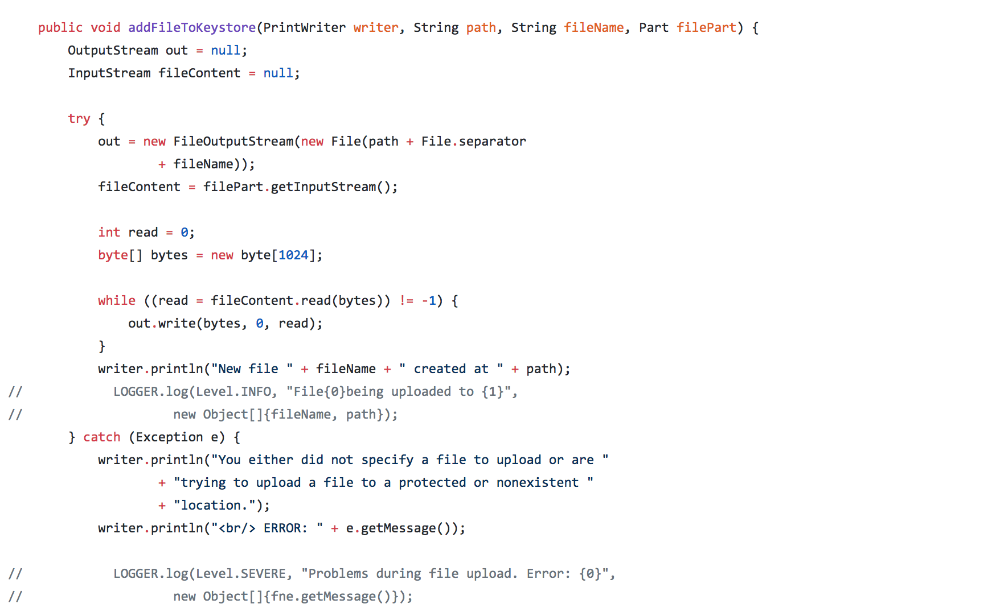 public void addFileToKeystore(PrintWriter writer, String path, String fileName, Part filePart) {
OutputStream out = null;
InputStream fileContent = null;
try {
out = new FileOutputStream(new File(path + File.separator
+ fileName));
fileContent = filePart.getInputStream();
int read = 0;
byte[] bytes = new byte[1024];
while ((read = fileContent.read(bytes)) != -1) {
out.write(bytes, 0, read);
}
writer.println("New file " + fileName + " created at " + path);
// LOGGER.log(Level.INFO, "File{0}being uploaded to {1}",
// new Object[]{fileName, path});
} catch (Exception e) {
writer.println("You either did not specify a file to upload or are "
+ "trying to upload a file to a protected or nonexistent "
+ "location.");
writer.println("<br/> ERROR: " + e.getMessage());
// LOGGER.log(Level.SEVERE, "Problems during file upload. Error: {0}",
// new Object[]{fne.getMessage()});